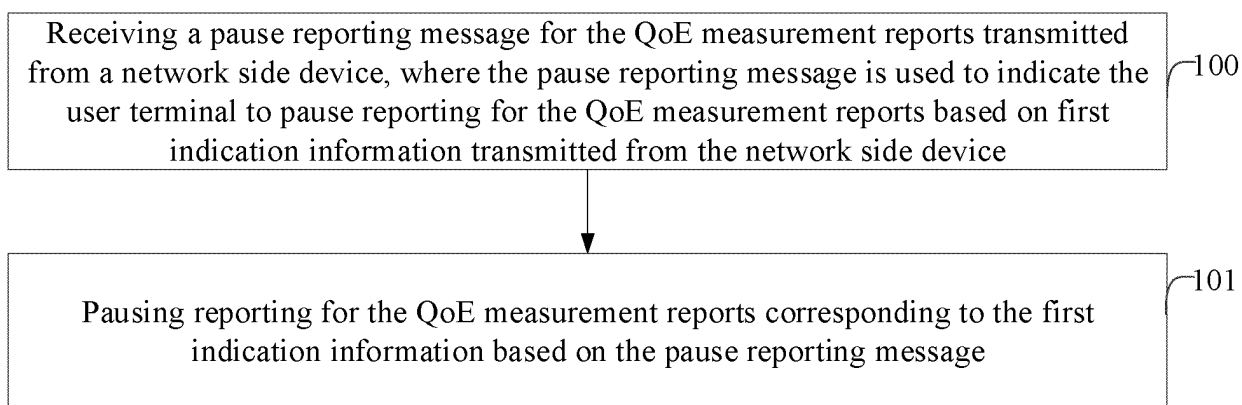 Receiving a pause reporting message for the QoE measurement reports transmitted
from a network side device, where the pause reporting message is used to indicate the
user terminal to pause reporting for the QoE measurement reports based on first
indication information transmitted from the network side device
100
Pausing reporting for the QoE measurement reports corresponding to the first
indication information based on the pause reporting message
101